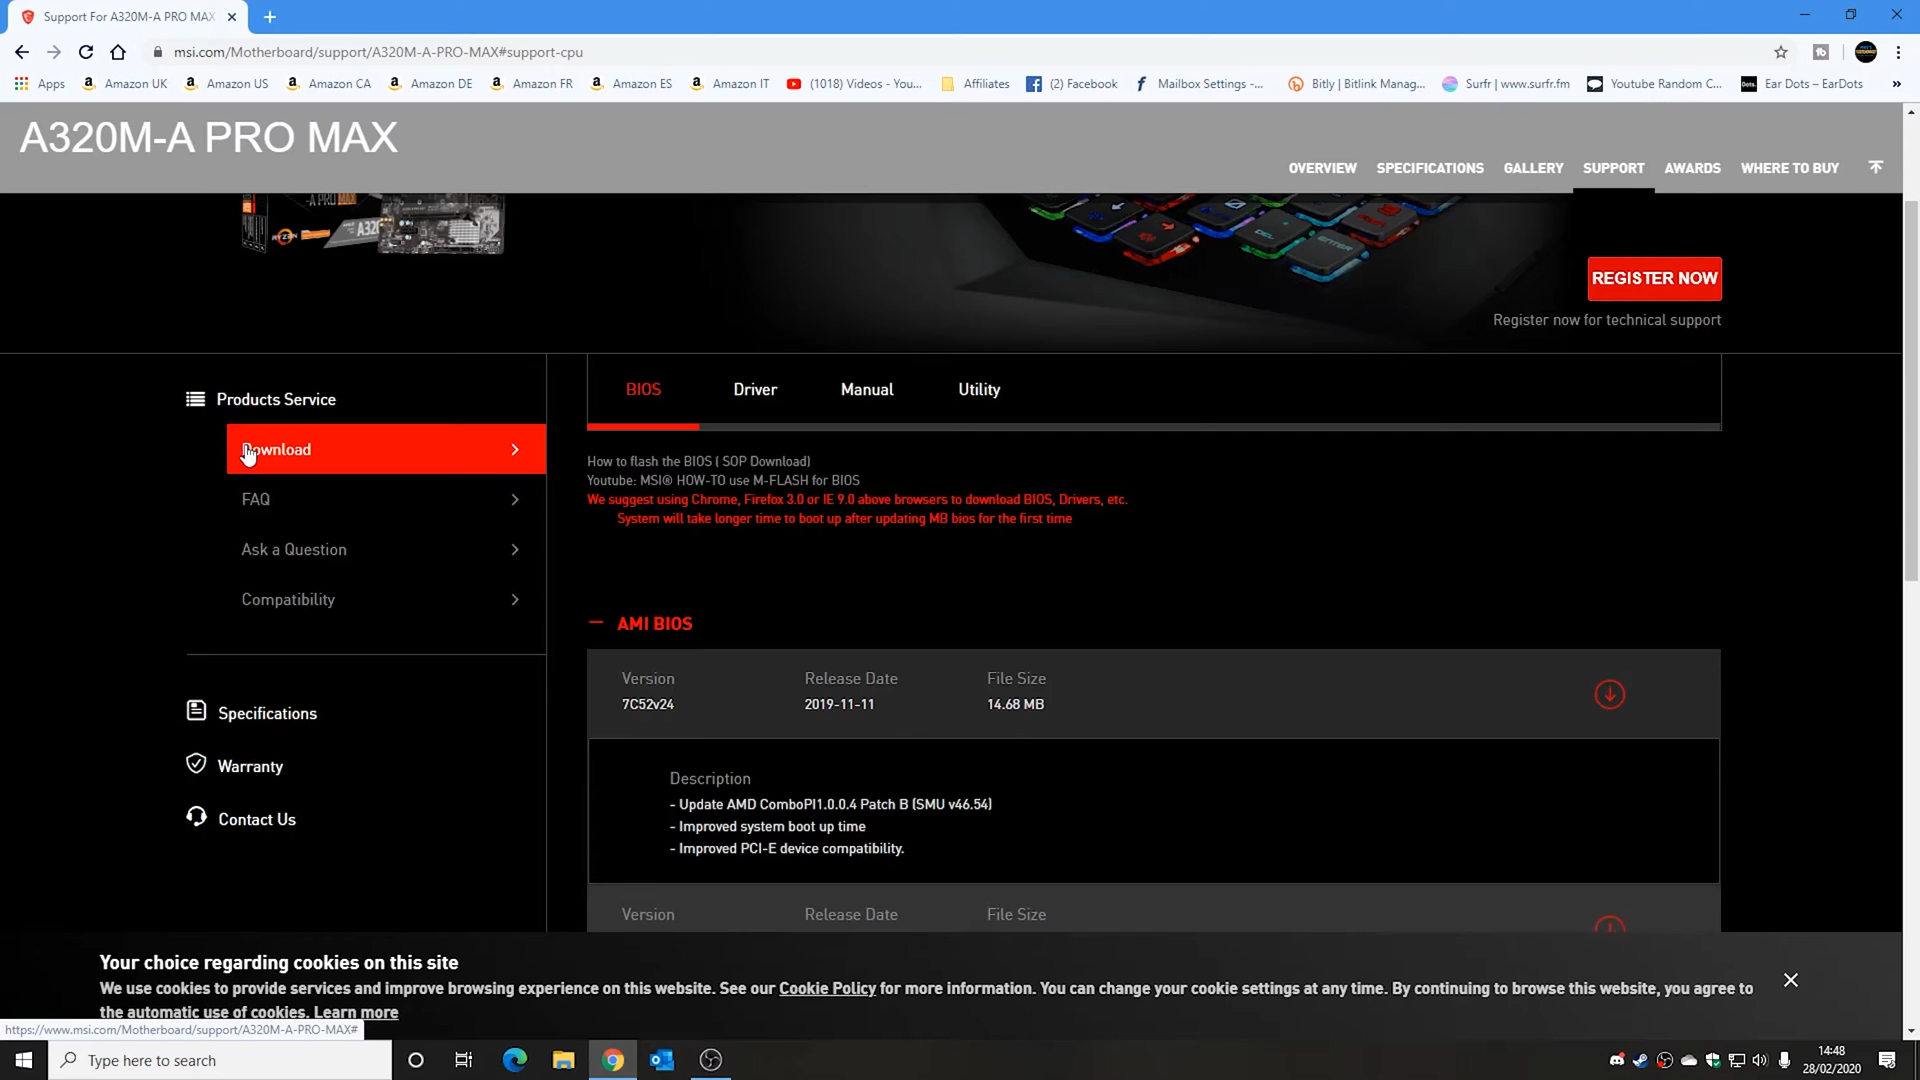 Support For A320M-A PRO MAX
msi.com/Motherboard/support/A320M-A-PRO-MAX#support-cpu
Apps
Amazon UK
Amazon US
Amazon CA
Amazon DE
Amazon FR
Amazon ES
Amazon IT
(1018) Videos - You...
Affiliates
(2) Facebook
Mailbox Settings -...
Bitly | Bitlink Manag...
Surfr | www.surfr.fm
Youtube Random C...
Ear Dots – EarDots
A320M-A PRO MAX
OVERVIEW
SPECIFICATIONS
GALLERY
SUPPORT
AWARDS
WHERE TO BUY
RYZEN
A320
DEL
ENTER
REGISTER NOW
Register now for technical support
Products Service
Download
FAQ
Ask a Question
Compatibility
Specifications
Warranty
Contact Us
BIOS
Driver
Manual
Utility
How to flash the BIOS ( SOP Download)
Youtube: MSI® HOW-TO use M-FLASH for BIOS
We suggest using Chrome, Firefox 3.0 or IE 9.0 above browsers to download BIOS, Drivers, etc.
System will take longer time to boot up after updating MB bios for the first time
AMI BIOS
Version
Release Date
File Size
7C52v24
2019-11-11
14.68 MB
Description
- Update AMD ComboPI1.0.0.4 Patch B (SMU v46.54)
- Improved system boot up time
- Improved PCI-E device compatibility.
Version
Release Date
File Size
Your choice regarding cookies on this site
We use cookies to provide services and improve browsing experience on this website. See our Cookie Policy for more information. You can change your cookie settings at any time. By continuing to browse this website, you agree to
the automatic use of cookies. Learn more
https://www.msi.com/Motherboard/support/A320M-A-PRO-MAX#
Type here to search
14:48
28/02/2020